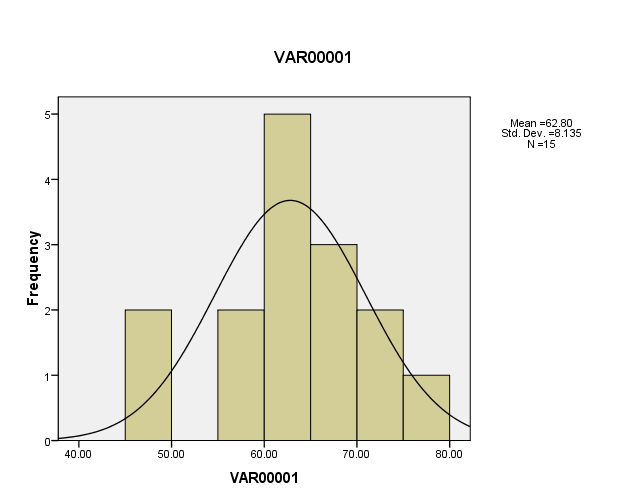 VAR00001
Mean =62.80
Std. Dev. =8.135
N =15
Frequency
5
4
3
2
1
0
40.00 50.00 60.00 70.00 80.00
VAR00001